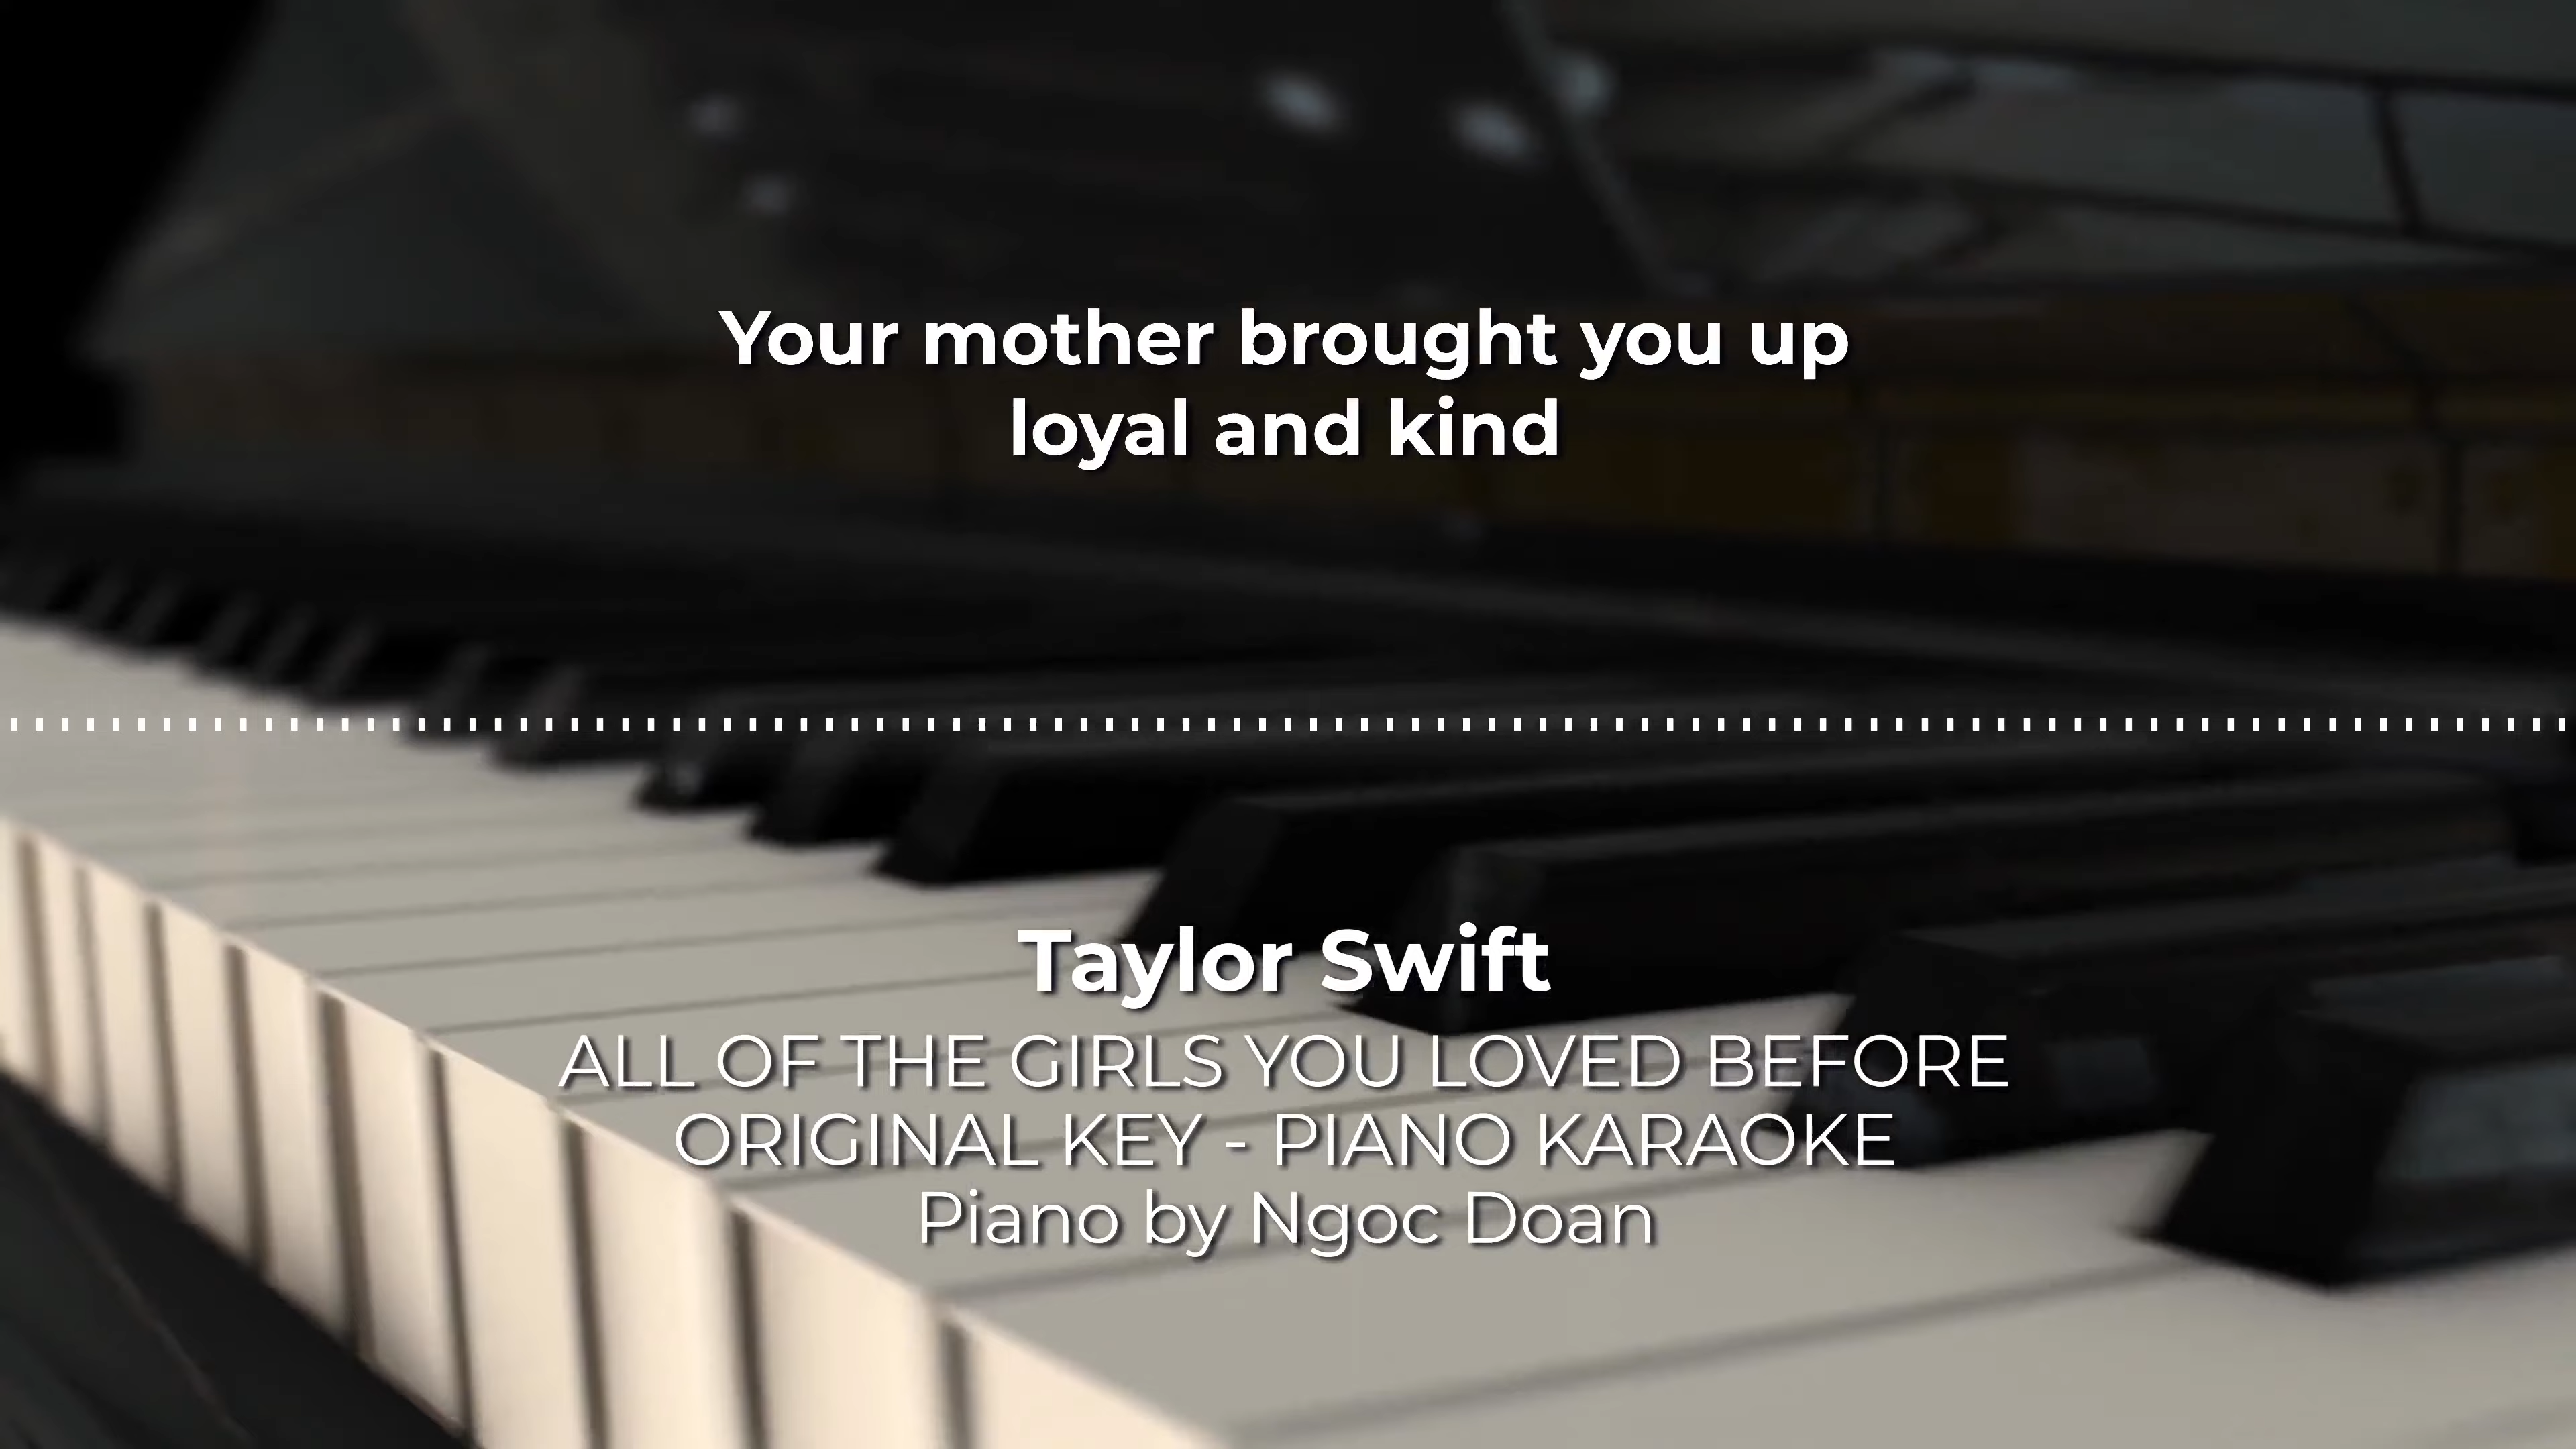 Your mother brought you up
loyal and kind
Taylor Swift
ALL OF THE GIRLS YOU LOVED BEFORE
ORIGINAL KEY - PIANO KARAOKE
Piano by Ngoc Doan